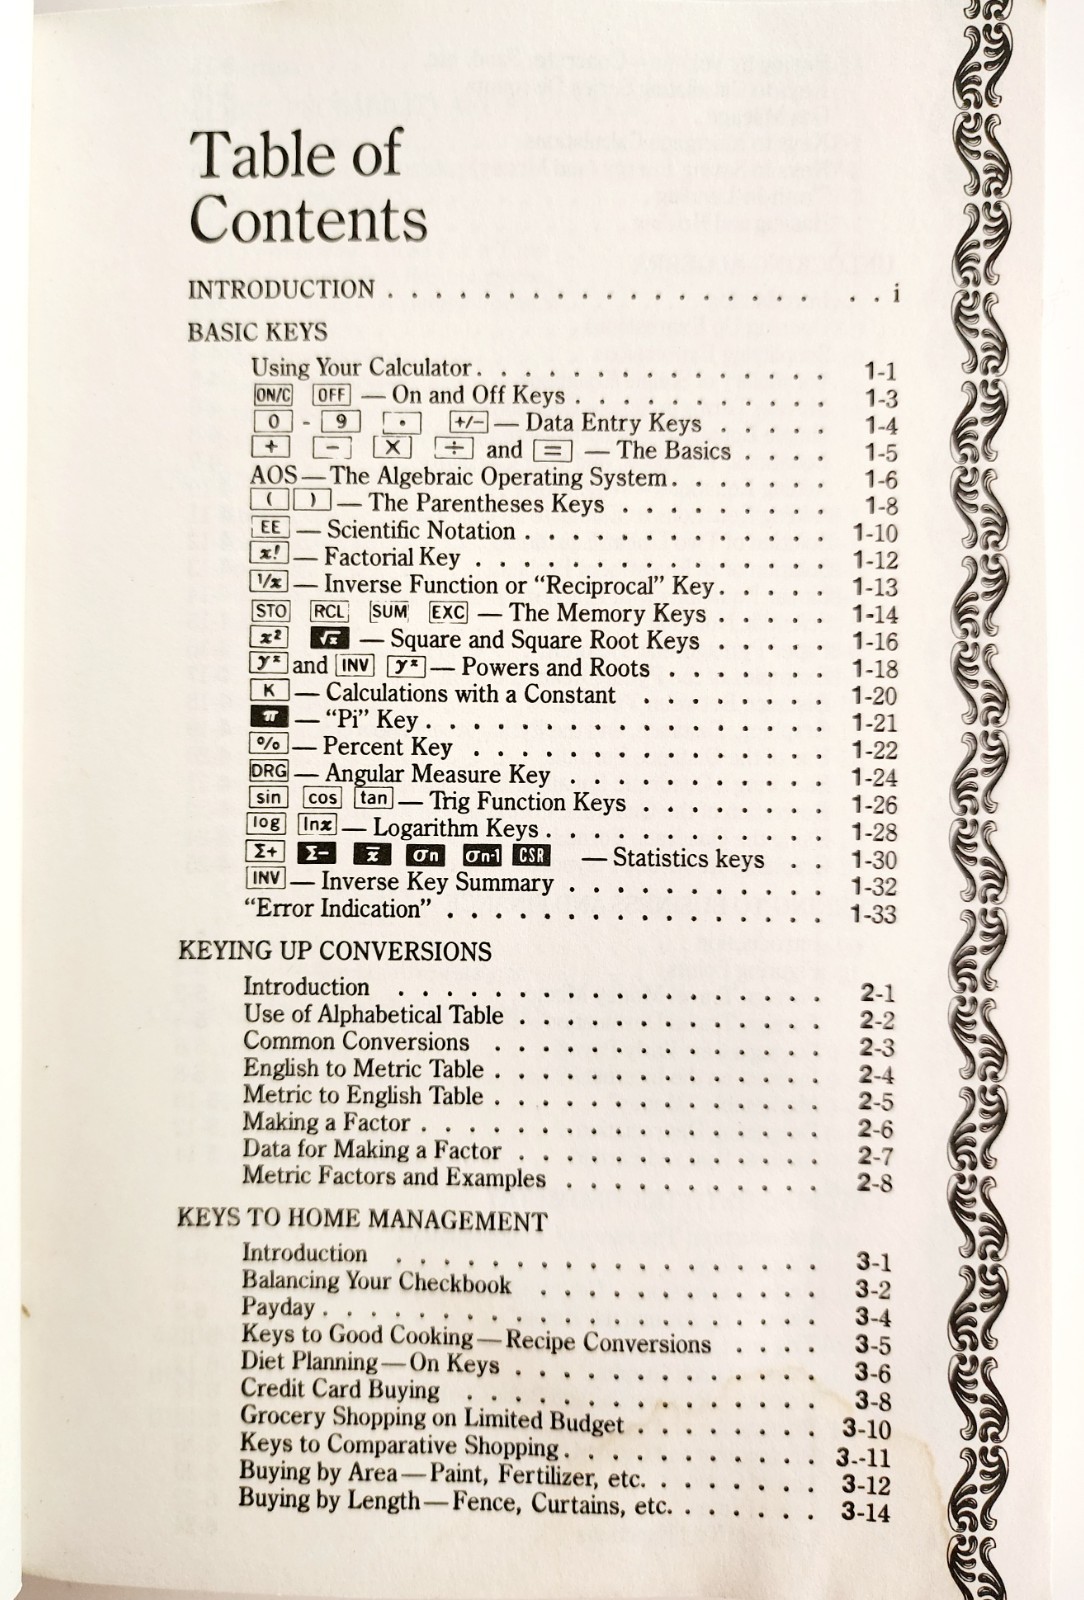 Table of
Contents
INTRODUCTION . . . . . . . . . . . . . . . . . . . . i
BASIC KEYS
Using Your Calculator . . . . . . . . . . . . . . . 1-1
ON/C OFF — On and Off Keys . . . . . . . . . . . 1-3
0 - 9 . +/− — Data Entry Keys . . . . . 1-4
+ − X ÷ and = — The Basics . . . . 1-5
AOS—The Algebraic Operating System . . . . . . . 1-6
( ) — The Parentheses Keys . . . . . . . . . 1-8
EE — Scientific Notation . . . . . . . . . . . . . 1-10
x! — Factorial Key . . . . . . . . . . . . . . . 1-12
1/x — Inverse Function or “Reciprocal” Key . . . . . 1-13
STO RCL SUM EXC — The Memory Keys . . . . . 1-14
x² √x — Square and Square Root Keys . . . . . 1-16
yˣ and INV yˣ — Powers and Roots . . . . . . . 1-18
K — Calculations with a Constant . . . . . . . . 1-20
π — “Pi” Key . . . . . . . . . . . . . . . . . 1-21
% — Percent Key . . . . . . . . . . . . . . . 1-22
DRG — Angular Measure Key . . . . . . . . . . . 1-24
sin cos tan — Trig Function Keys . . . . . . . . 1-26
log lnx — Logarithm Keys . . . . . . . . . . . . 1-28
Σ+ Σ− x̄ σn σn-1 CSR — Statistics keys . . 1-30
INV — Inverse Key Summary . . . . . . . . . . . 1-32
“Error Indication” . . . . . . . . . . . . . . . . 1-33
KEYING UP CONVERSIONS
Introduction . . . . . . . . . . . . . . . . . . 2-1
Use of Alphabetical Table . . . . . . . . . . . . . 2-2
Common Conversions . . . . . . . . . . . . . . 2-3
English to Metric Table . . . . . . . . . . . . . . 2-4
Metric to English Table . . . . . . . . . . . . . . 2-5
Making a Factor . . . . . . . . . . . . . . . . . 2-6
Data for Making a Factor . . . . . . . . . . . . . 2-7
Metric Factors and Examples . . . . . . . . . . . 2-8
KEYS TO HOME MANAGEMENT
Introduction . . . . . . . . . . . . . . . . . . 3-1
Balancing Your Checkbook . . . . . . . . . . . . 3-2
Payday . . . . . . . . . . . . . . . . . . . . . 3-4
Keys to Good Cooking—Recipe Conversions . . . . 3-5
Diet Planning—On Keys . . . . . . . . . . . . . 3-6
Credit Card Buying . . . . . . . . . . . . . . . 3-8
Grocery Shopping on Limited Budget . . . . . . . . 3-10
Keys to Comparative Shopping . . . . . . . . . . . 3.-11
Buying by Area—Paint, Fertilizer, etc. . . . . . . . 3-12
Buying by Length—Fence, Curtains, etc. . . . . . . 3-14